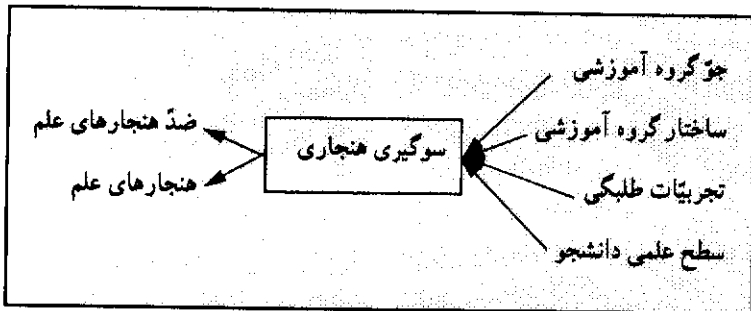 جوّ گروه آموزشی
ساختار گروه آموزشی
تجربیّات طلبگی
سطح علمی دانشجو
سوگیری هنجاری
ضدّ هنجارهای علم
هنجارهای علم